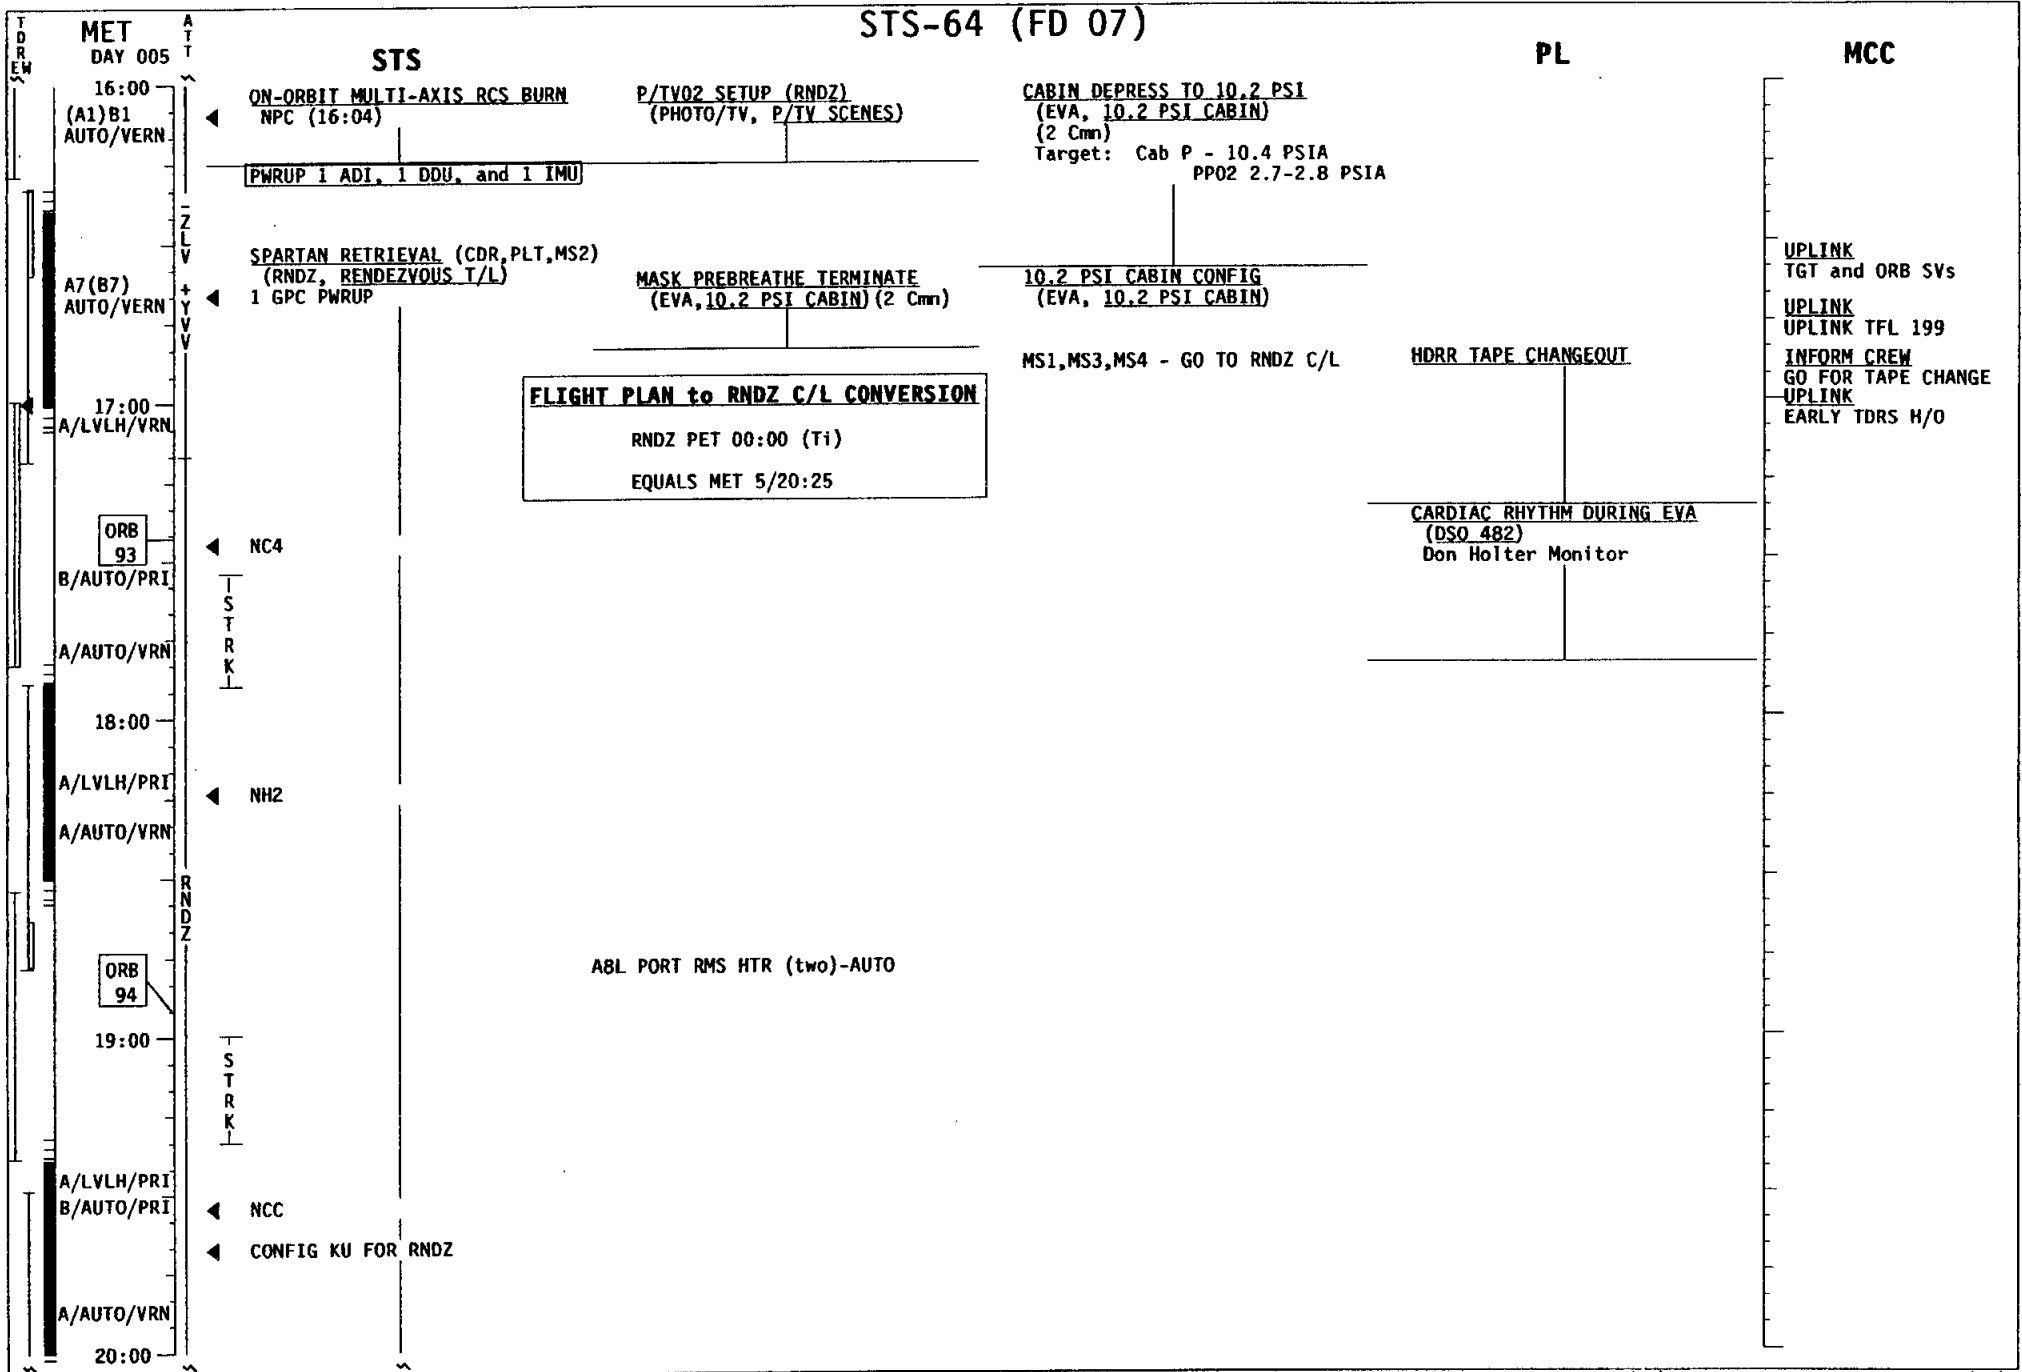 STS-64 (FD 07)
TDRE W
MET
DAY 005
ATT
STS
PL
MCC
16:00
(A1)B1
AUTO/VERN
ON-ORBIT MULTI-AXIS RCS BURN
NPC (16:04)
PWRUP 1 ADI, 1 DDU, and 1 IMU
P/TV02 SETUP (RNDZ)
(PHOTO/TV, P/TV SCENES)
CABIN DEPRESS TO 10.2 PSI
(EVA, 10.2 PSI CABIN)
(2 Cmn)
Target: Cab P - 10.4 PSIA
PPO2 2.7-2.8 PSIA
-ZLV
+YVV
A7(B7)
AUTO/VERN
SPARTAN RETRIEVAL (CDR,PLT,MS2)
(RNDZ, RENDEZVOUS T/L)
1 GPC PWRUP
MASK PREBREATHE TERMINATE
(EVA,10.2 PSI CABIN)(2 Cmn)
10.2 PSI CABIN CONFIG
(EVA, 10.2 PSI CABIN)
MS1,MS3,MS4 - GO TO RNDZ C/L
HDRR TAPE CHANGEOUT
UPLINK
TGT and ORB SVs
UPLINK
UPLINK TFL 199
INFORM CREW
GO FOR TAPE CHANGE
UPLINK
EARLY TDRS H/O
FLIGHT PLAN to RNDZ C/L CONVERSION
RNDZ PET 00:00 (Ti)
EQUALS MET 5/20:25
17:00
A/LVLH/VRN
CARDIAC RHYTHM DURING EVA
(DSO 482)
Don Holter Monitor
ORB
93
NC4
B/AUTO/PRI
STRK
A/AUTO/VRN
18:00
A/LVLH/PRI
NH2
A/AUTO/VRN
RNDZ
A8L PORT RMS HTR (two)-AUTO
ORB
94
19:00
STRK
A/LVLH/PRI
B/AUTO/PRI
NCC
CONFIG KU FOR RNDZ
A/AUTO/VRN
20:00